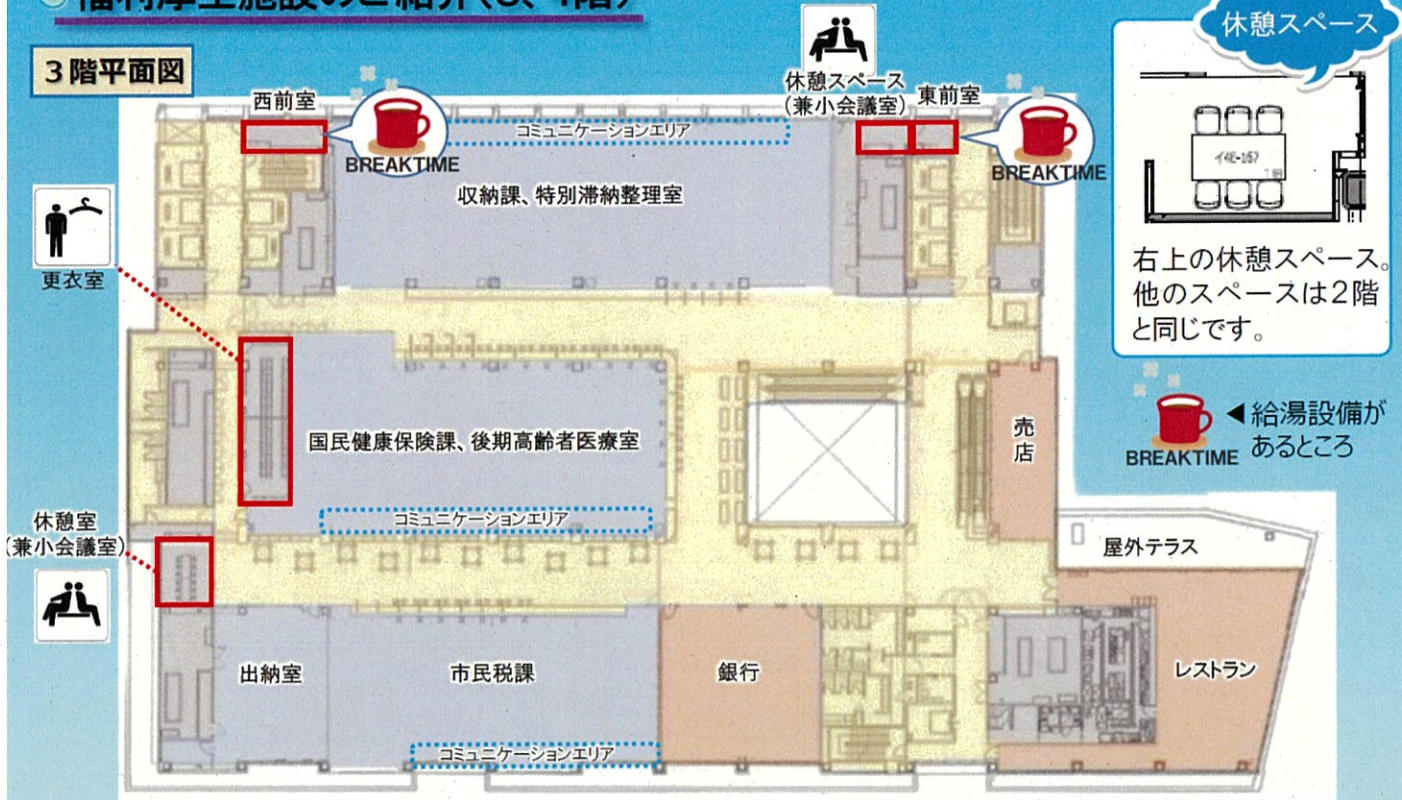 福利厚生施設のご紹介(3、4階)
3階平面図
西前室
BREAKTIME
コミュニケーションエリア
休憩スペース
(兼小会議室)
東前室
BREAKTIME
休憩スペース
イ4E-167
右上の休憩スペース。
他のスペースは2階
と同じです。
収納課、特別滞納整理室
更衣室
国民健康保険課、後期高齢者医療室
売店
BREAKTIME
◀給湯設備が
あるところ
コミュニケーションエリア
休憩室
(兼小会議室)
屋外テラス
出納室
市民税課
銀行
レストラン
コミュニケーションエリア